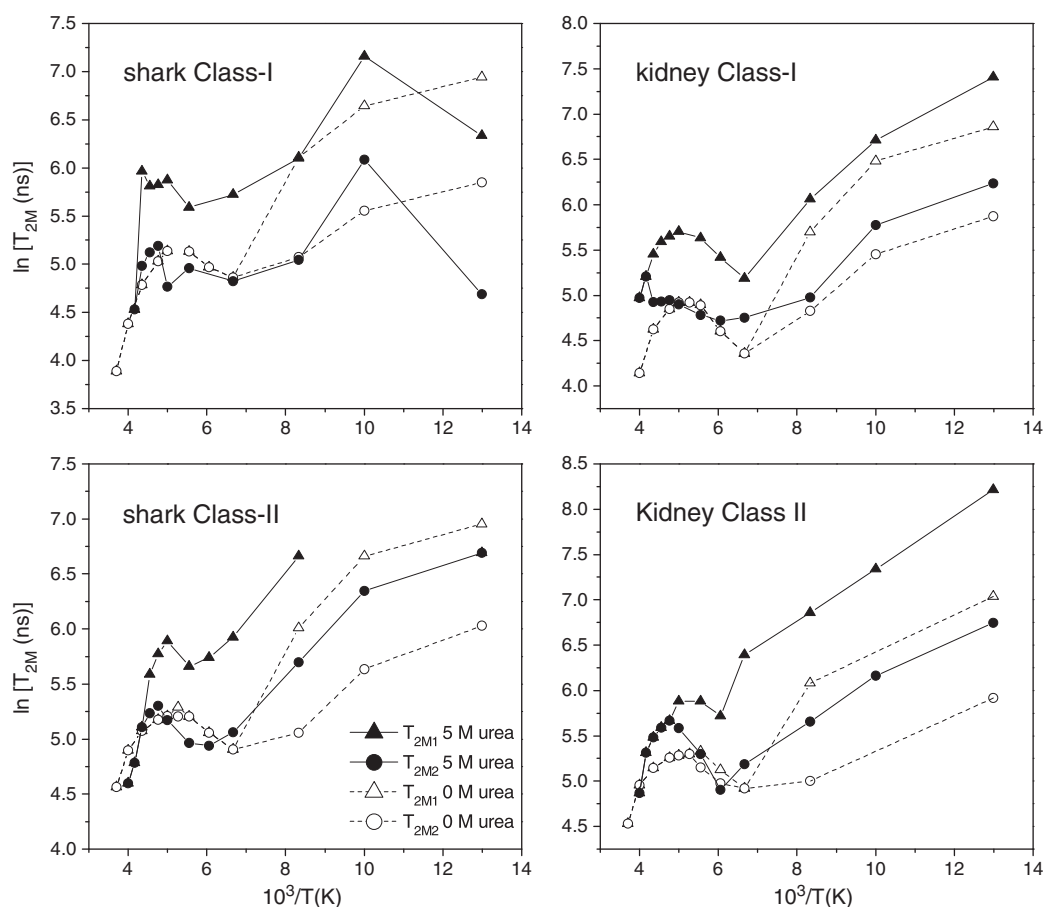 7.5
7.0
6.5
6.0
5.5
5.0
4.5
4.0
3.5
ln [T2M (ns)]
shark Class-I
4 6 8 10 12 14
8.0
7.5
7.0
6.5
6.0
5.5
5.0
4.5
4.0
kidney Class-I
4 6 8 10 12 14
7.5
7.0
6.5
6.0
5.5
5.0
4.5
4.0
ln [T2M (ns)]
shark Class-II
T2M1 5 M urea
T2M2 5 M urea
T2M1 0 M urea
T2M2 0 M urea
4 6 8 10 12 14
10³/T(K)
8.5
8.0
7.5
7.0
6.5
6.0
5.5
5.0
4.5
Kidney Class II
4 6 8 10 12 14
10³/T(K)